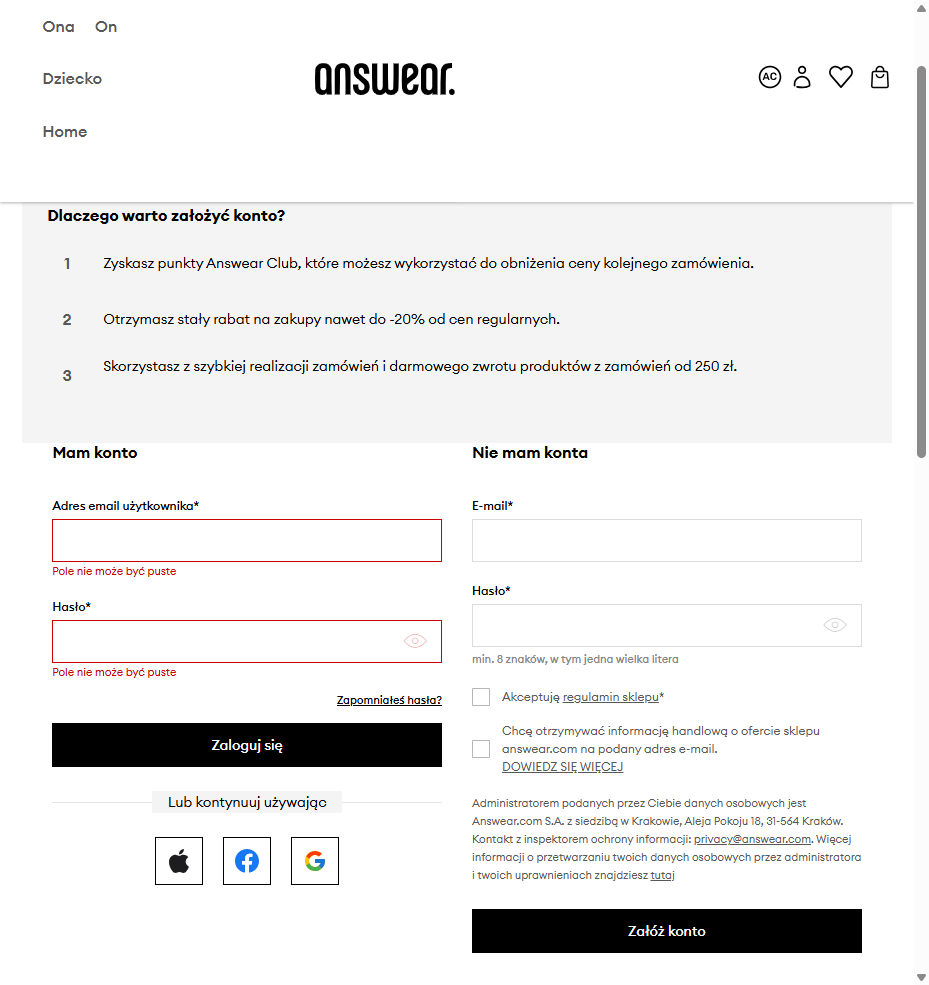 Ona On
Dziecko
answear.
AC
Home
Dlaczego warto założyć konto?
1 Zyskasz punkty Answear Club, które możesz wykorzystać do obniżenia ceny kolejnego zamówienia.
2 Otrzymasz stały rabat na zakupy nawet do -20% od cen regularnych.
3 Skorzystasz z szybkiej realizacji zamówień i darmowego zwrotu produktów z zamówień od 250 zł.
Mam konto
Adres email użytkownika*
Pole nie może być puste
Hasło*
Pole nie może być puste
Zapomniałeś hasła?
Zaloguj się
Lub kontynuuj używając
Nie mam konta
E-mail*
Hasło*
min. 8 znaków, w tym jedna wielka litera
Akceptuję regulamin sklepu*
Chcę otrzymywać informację handlową o ofercie sklepu
answear.com na podany adres e-mail.
DOWIEDZ SIĘ WIĘCEJ
Administratorem podanych przez Ciebie danych osobowych jest
Answear.com S.A. z siedzibą w Krakowie, Aleja Pokoju 18, 31-564 Kraków.
Kontakt z inspektorem ochrony informacji: privacy@answear.com. Więcej
informacji o przetwarzaniu twoich danych osobowych przez administratora
i twoich uprawnieniach znajdziesz tutaj
Załóż konto